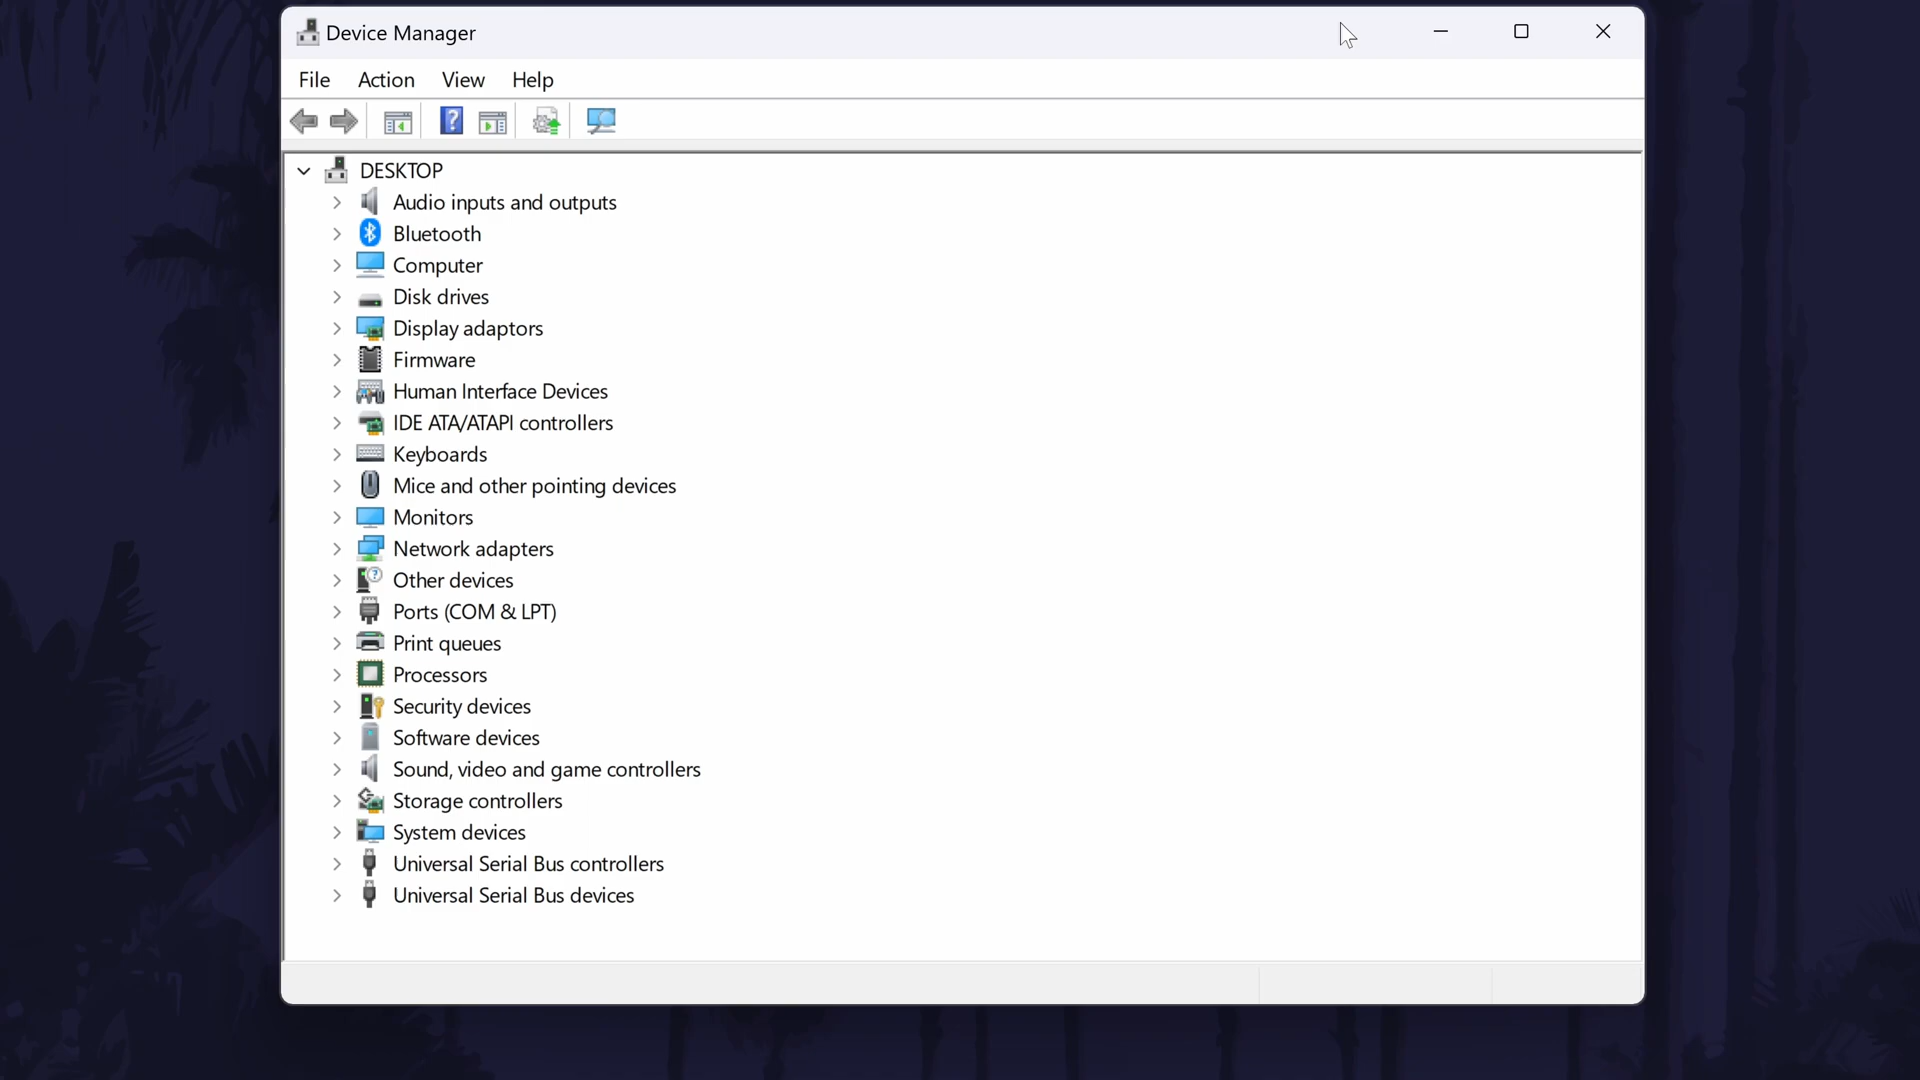 Device Manager
File Action View Help
DESKTOP
Audio inputs and outputs
Bluetooth
Computer
Disk drives
Display adaptors
Firmware
Human Interface Devices
IDE ATA/ATAPI controllers
Keyboards
Mice and other pointing devices
Monitors
Network adapters
Other devices
Ports (COM & LPT)
Print queues
Processors
Security devices
Software devices
Sound, video and game controllers
Storage controllers
System devices
Universal Serial Bus controllers
Universal Serial Bus devices